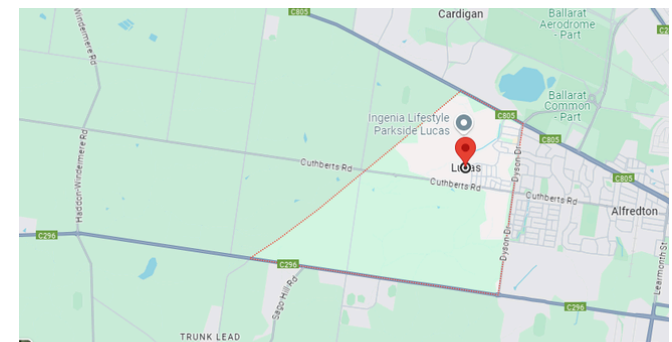 Cardigan
C805
Ballarat
Aerodrome
- Part
Windermere Rd
Ballarat
Common
- Part
Ingenia Lifestyle
Parkside Lucas
C805
C805
Lucas
Dyson Dr
Cuthberts Rd
Cuthberts Rd
Cuthberts Rd
C805
Haddon-Windermere Rd
Alfredton
C296
Dyson Dr
C296
Sago Hill Rd
Learmonth St
C296
TRUNK LEAD